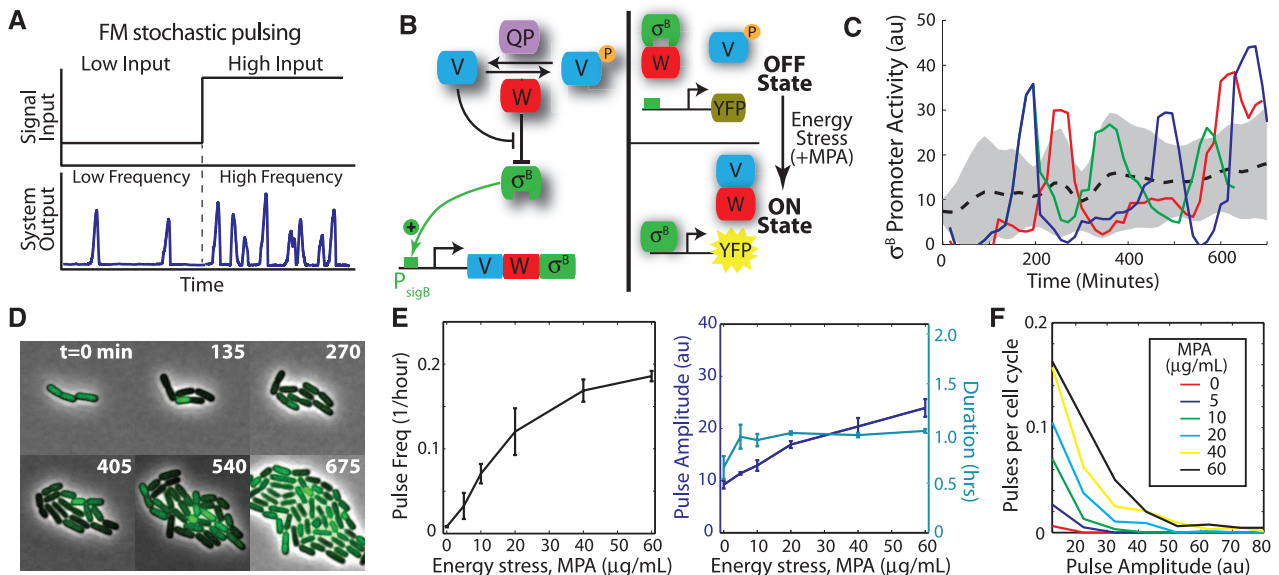 A
FM stochastic pulsing
Low Input
High Input
Signal
Input
Low Frequency
High Frequency
System
Output
Time
B
QP
V
V
P
W
σB
+
PsigB
V
W
σB
σB
W
V
P
OFF
State
YFP
Energy
Stress
(+MPA)
V
W
ON
State
σB
YFP
C
σB Promoter Activity (au)
50
40
30
20
10
0
0
200
400
600
Time (Minutes)
D
t=0 min
135
270
405
540
675
E
Pulse Freq (1/hour)
0.2
0.1
0
0
10
20
30
40
50
60
Energy stress, MPA (µg/mL)
Pulse Amplitude (au)
40
30
20
10
0
0
10
20
30
40
50
60
Energy stress, MPA (µg/mL)
2.0
1.5
1.0
0.5
0
Duration (hrs)
F
Pulses per cell cycle
0.2
0.1
0
MPA
(µg/mL)
0
5
10
20
40
60
20
30
40
50
60
70
80
Pulse Amplitude (au)